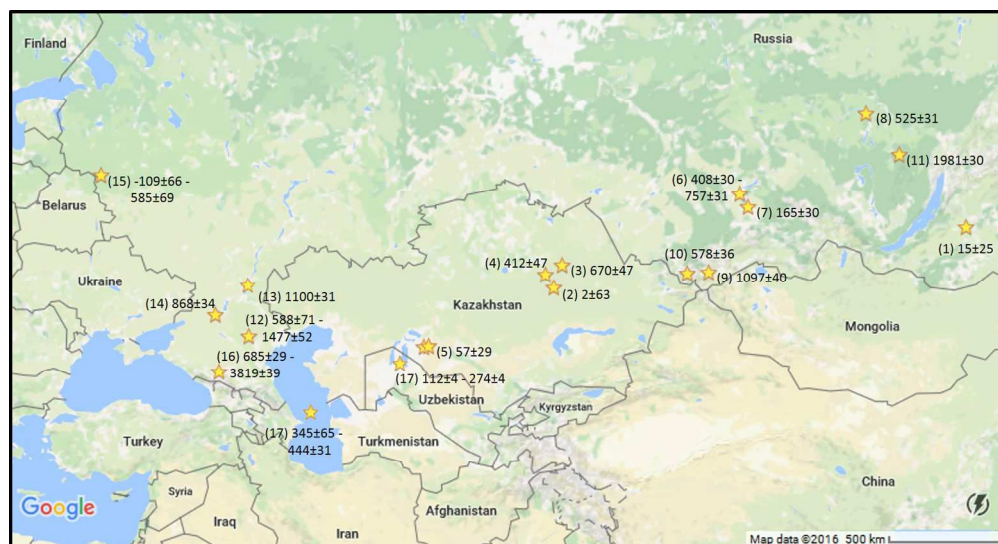 Finland
Russia
(8) 525±31
(11) 1981±30
(15) -109±66 -
585±69
Belarus
(6) 408±30 -
757±31
(7) 165±30
(1) 15±25
(10) 578±36
(9) 1097±40
(4) 412±47
(3) 670±47
(2) 2±63
Ukraine
(13) 1100±31
(14) 868±34
Kazakhstan
(12) 588±71 -
1477±52
Mongolia
(16) 685±29 -
3819±39
(5) 57±29
(17) 112±4 - 274±4
Uzbekistan
Kyrgyzstan
(17) 345±65 -
444±31
Turkey
Turkmenistan
China
Syria
Iraq
Iran
Afghanistan
Google
Map data ©2016 500 km